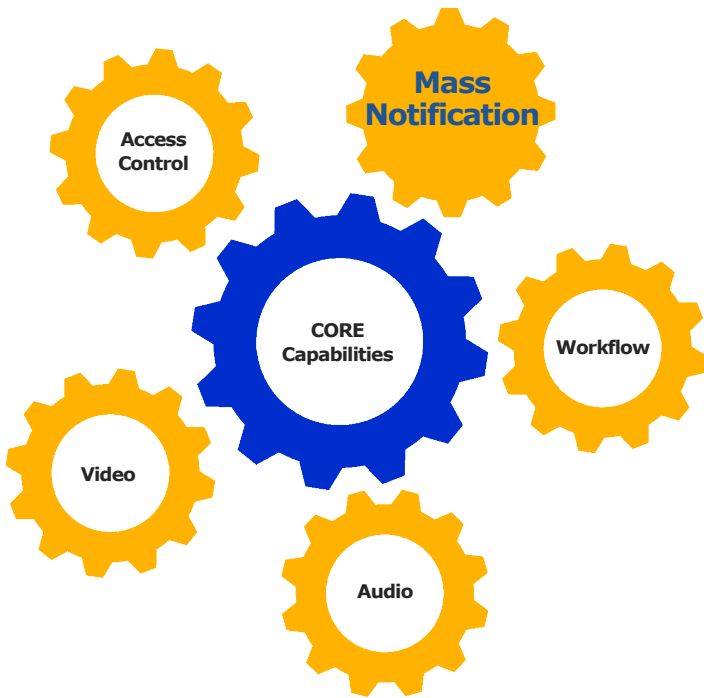 Mass
Notification
Access
Control
CORE
Capabilities
Workflow
Video
Audio